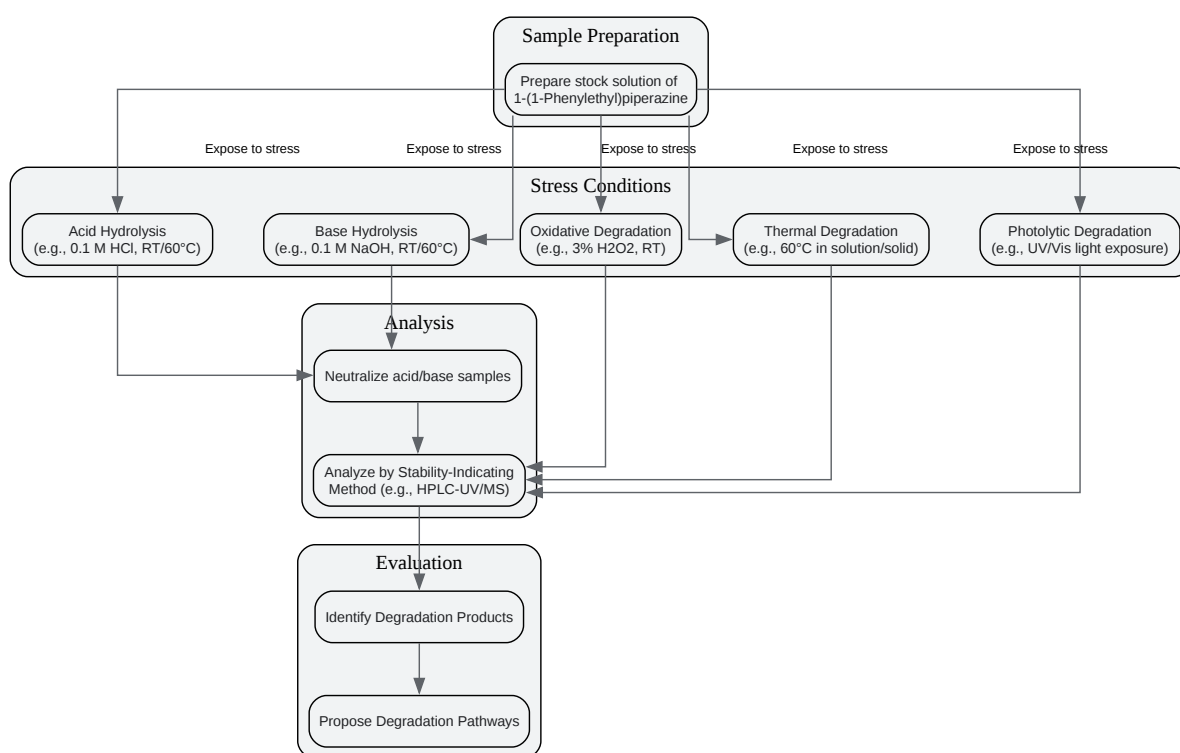 Sample Preparation
Prepare stock solution of
1-(1-Phenylethyl)piperazine
Expose to stress
Expose to stress
Expose to stress
Expose to stress
Expose to stress
Stress Conditions
Acid Hydrolysis
(e.g., 0.1 M HCl, RT/60°C)
Base Hydrolysis
(e.g., 0.1 M NaOH, RT/60°C)
Oxidative Degradation
(e.g., 3% H2O2, RT)
Thermal Degradation
(e.g., 60°C in solution/solid)
Photolytic Degradation
(e.g., UV/Vis light exposure)
Analysis
Neutralize acid/base samples
Analyze by Stability-Indicating
Method (e.g., HPLC-UV/MS)
Evaluation
Identify Degradation Products
Propose Degradation Pathways